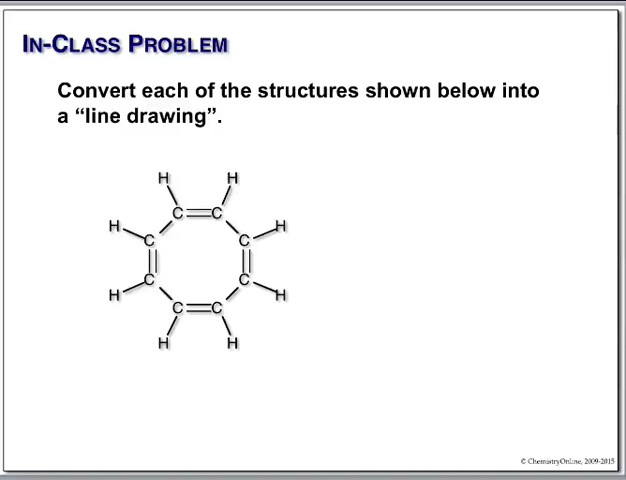 IN-CLASS PROBLEM
Convert each of the structures shown below into
a “line drawing”.
H H
C C
H C C H
H C C H
C C
H H
© ChemistryOnline, 2009-2015